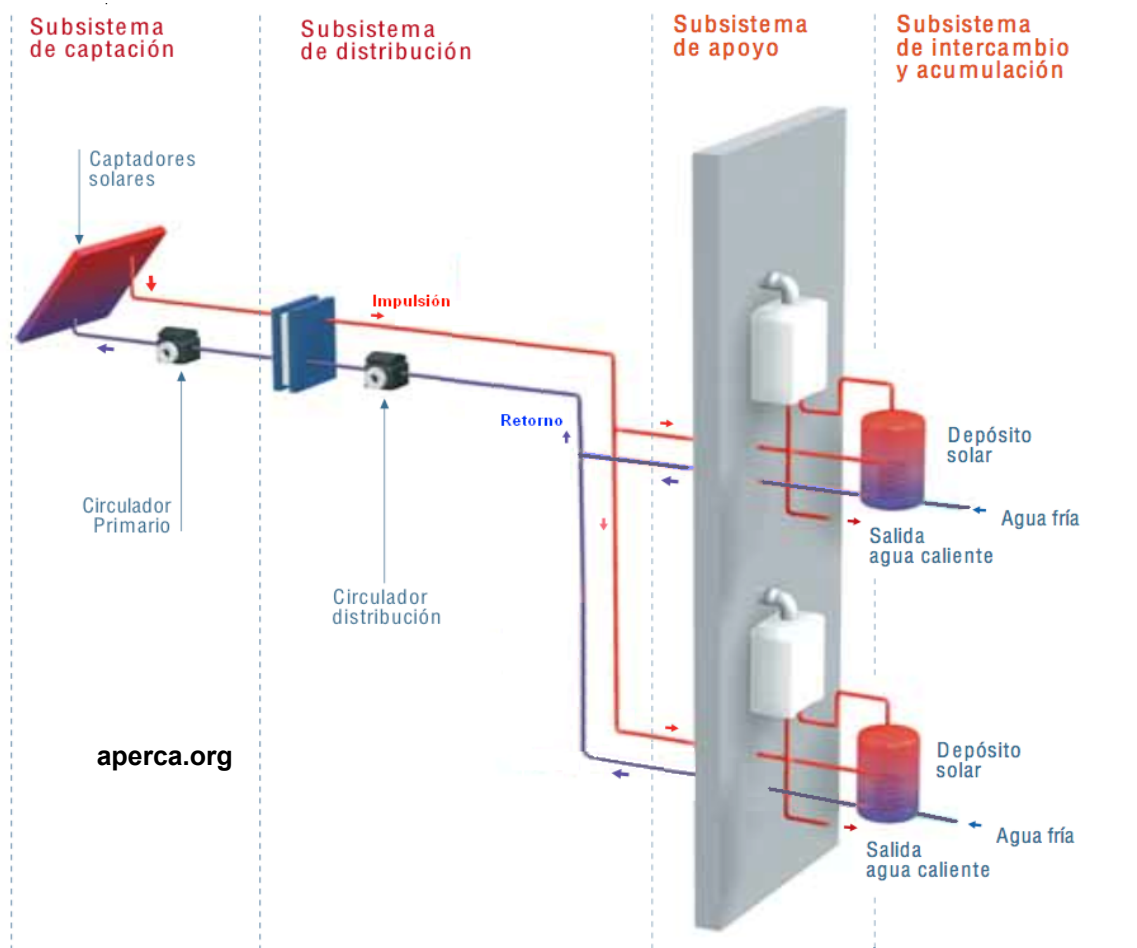 Subsistema
de captación
Subsistema
de distribución
Subsistema
de apoyo
Subsistema
de intercambio
y acumulación
Captadores
solares
Impulsión
Retorno
Circulador
Primario
Circulador
distribución
Depósito
solar
Agua fría
Salida
agua caliente
aperca.org
Depósito
solar
Agua fría
Salida
agua caliente